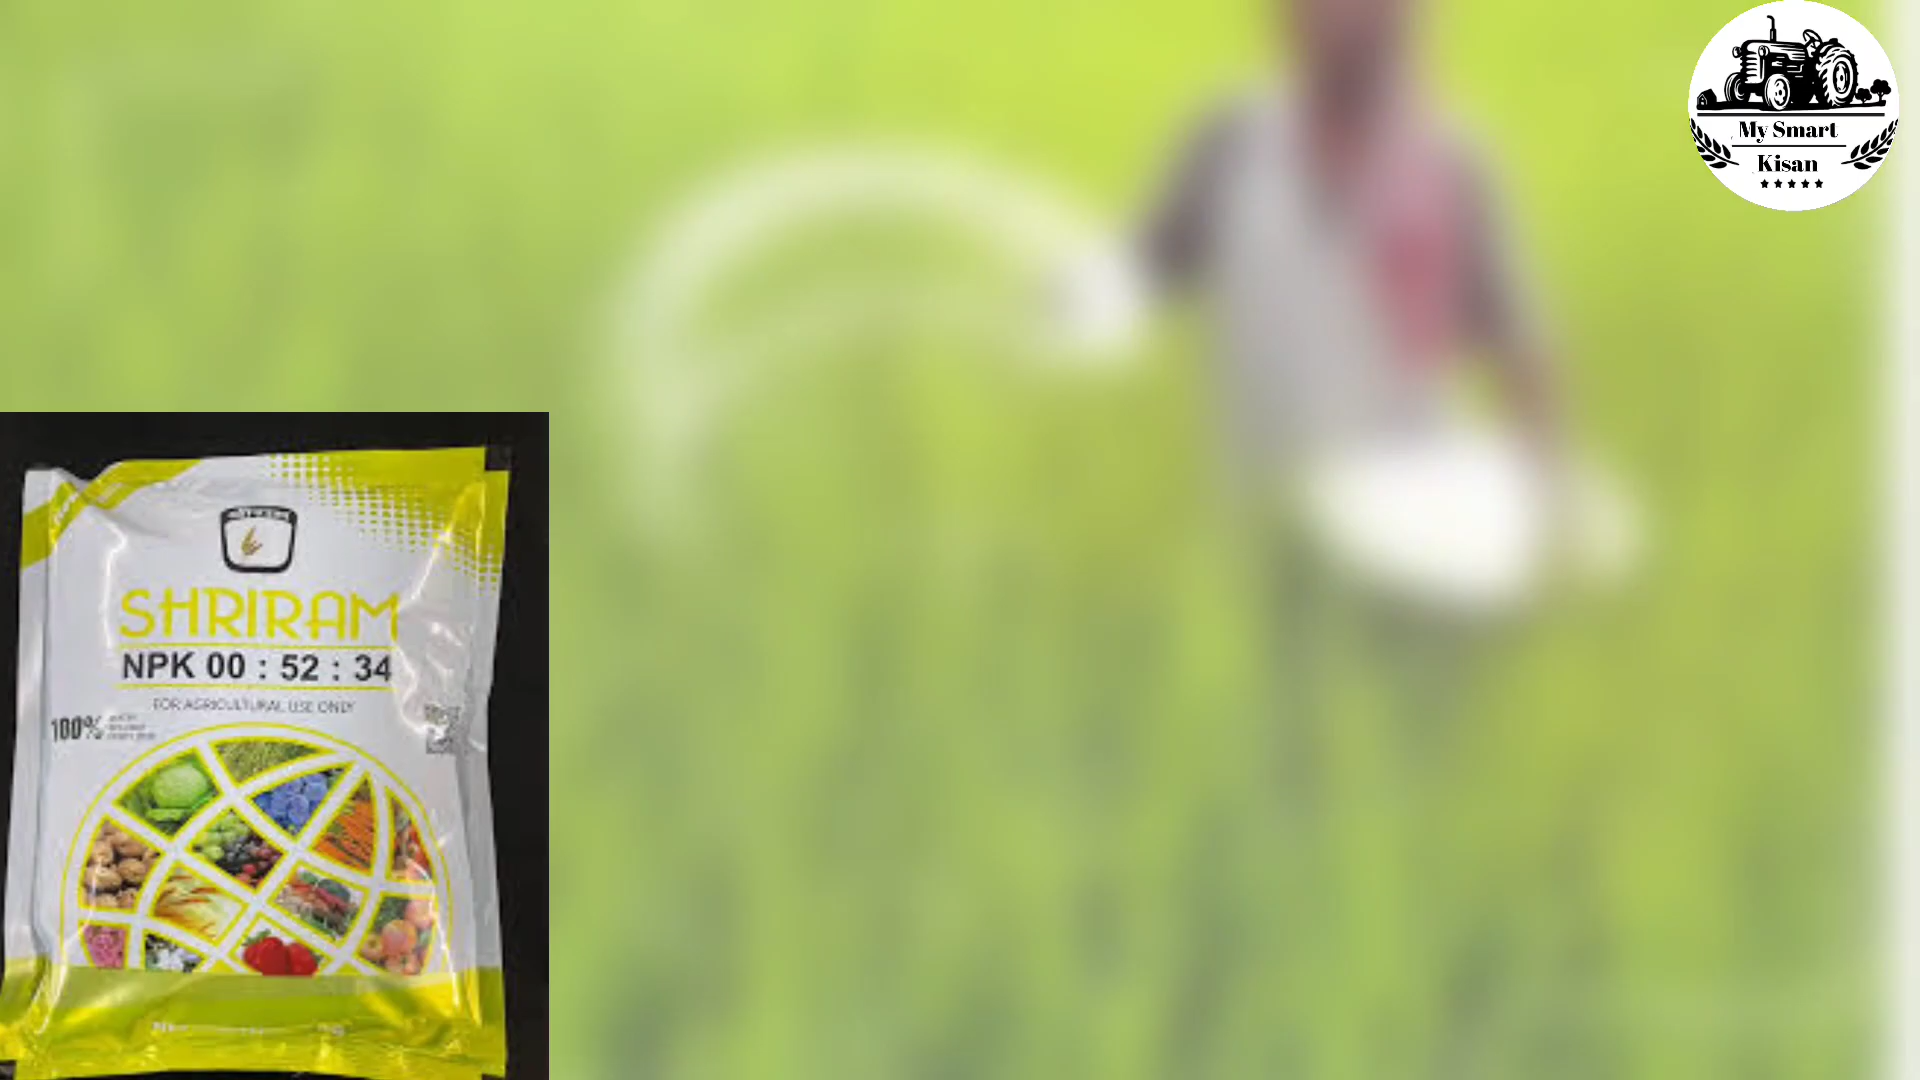 My Smart
Kisan
SHRIRAM
NPK 00 : 52 : 34
FOR AGRICULTURAL USE ONLY
100%